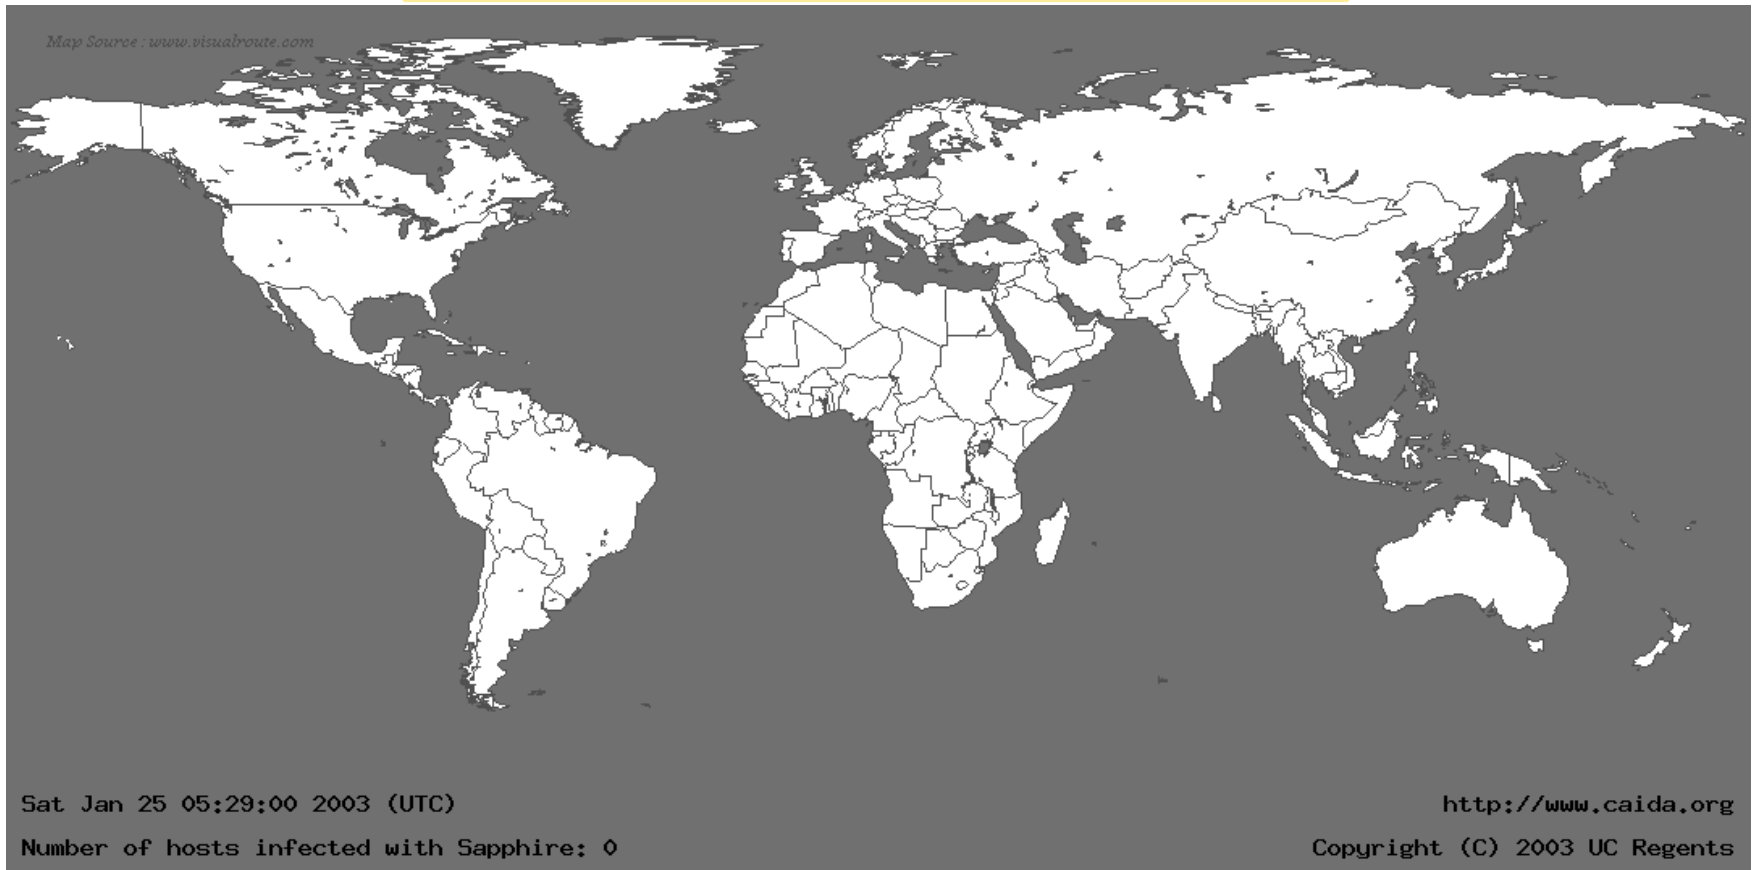 Map Source : www.visualroute.com
Sat Jan 25 05:29:00 2003 (UTC)
http://www.caida.org
Number of hosts infected with Sapphire: 0
Copyright (C) 2003 UC Regents